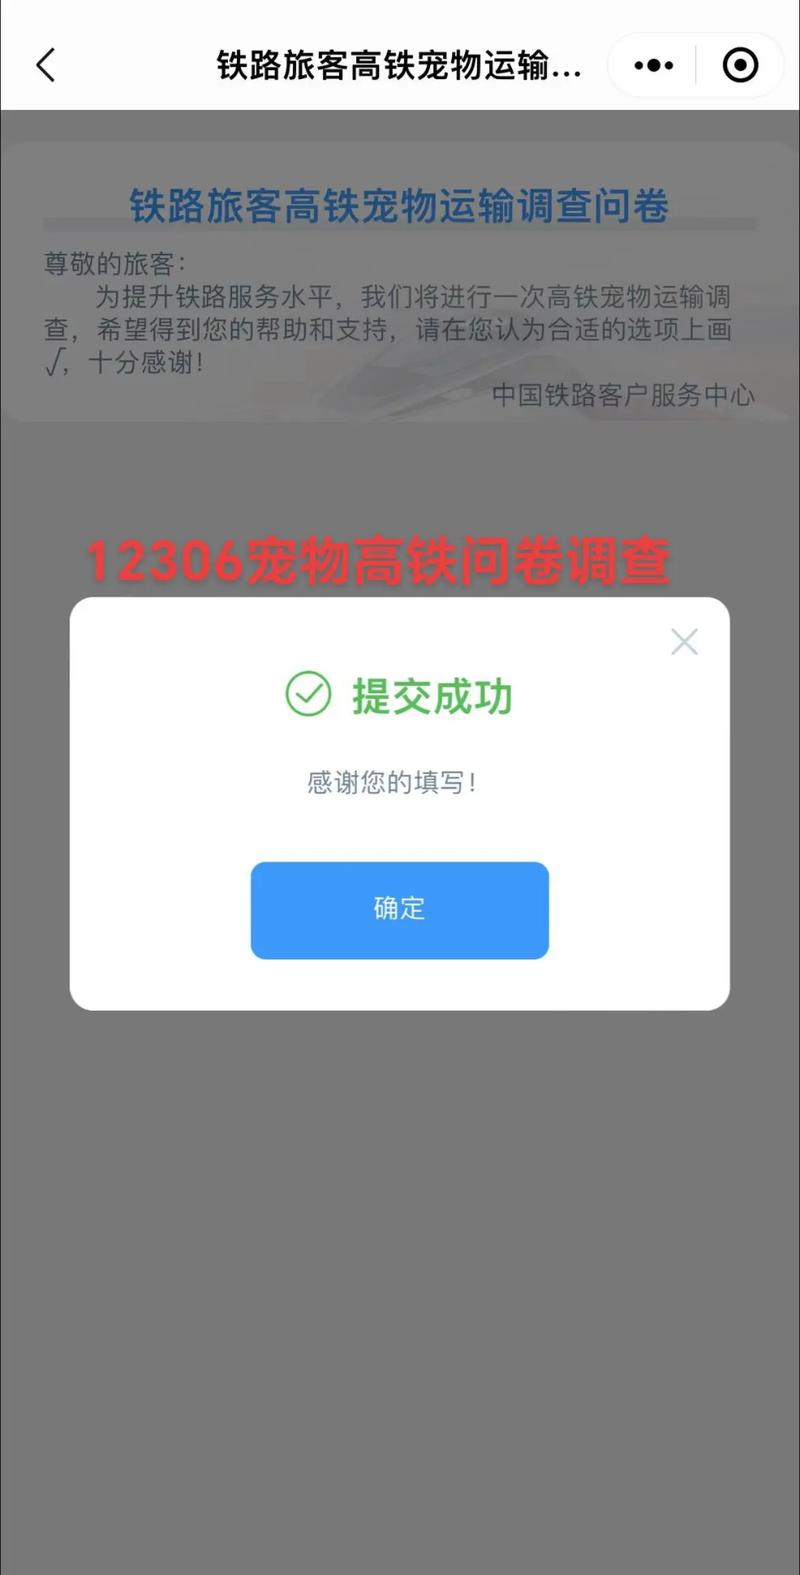 铁路旅客高铁宠物运输...
铁路旅客高铁宠物运输调查问卷
尊敬的旅客：
为提升铁路服务水平，我们将进行一次高铁宠物运输调
查，希望得到您的帮助和支持，请在您认为合适的选项上画
√，十分感谢！
中国铁路客户服务中心
12306宠物高铁问卷调查
提交成功
感谢您的填写！
确定